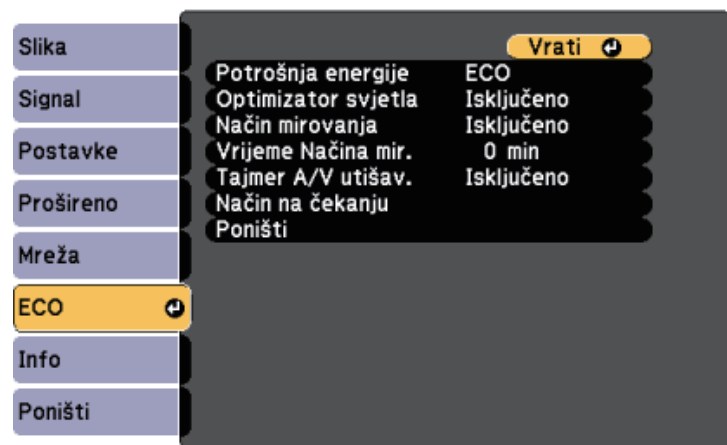 Slika
Signal
Postavke
Prošireno
Mreža
ECO
Info
Poništi
Vrati
Potrošnja energije ECO
Optimizator svjetla Isključeno
Način mirovanja Isključeno
Vrijeme Načina mir. 0 min
Tajmer A/V utišav. Isključeno
Način na čekanju
Poništi